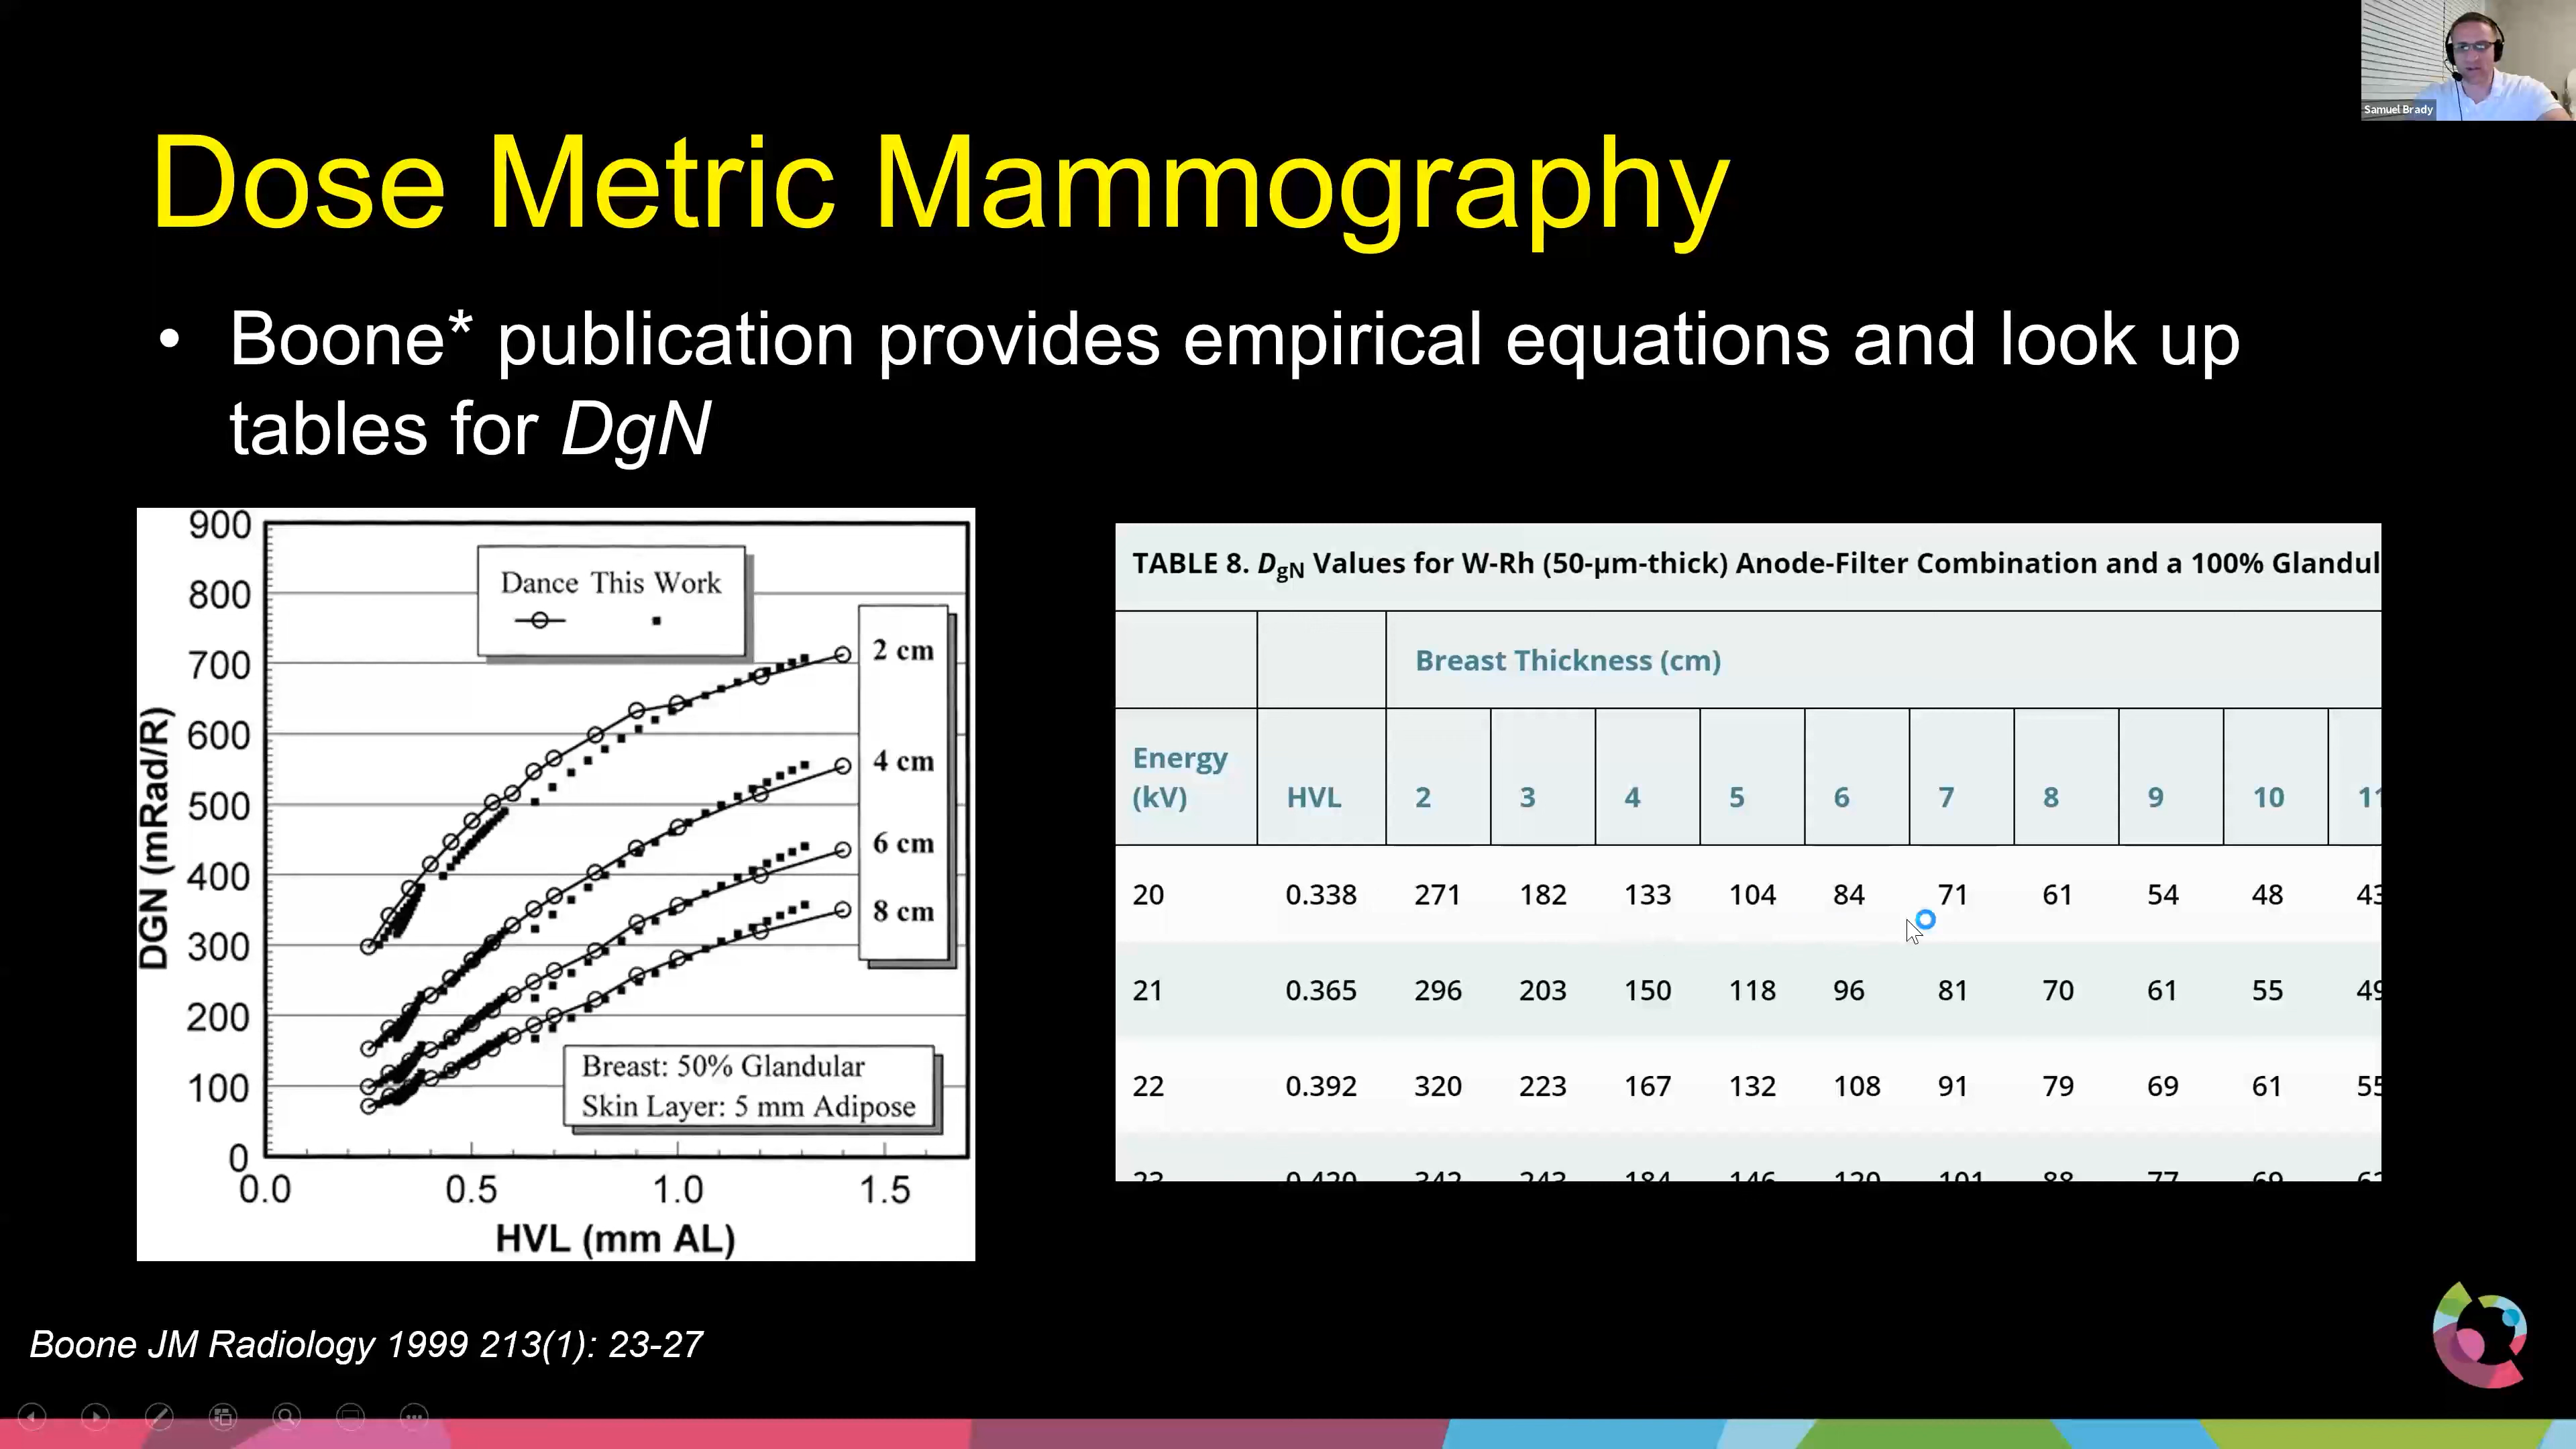 Samuel Brady
Dose Metric Mammography
• Boone* publication provides empirical equations and look up
tables for DgN
900
800
700
600
500
400
300
200
100
0
DGN (mRad/R)
Dance This Work
2 cm
4 cm
6 cm
8 cm
Breast: 50% Glandular
Skin Layer: 5 mm Adipose
0.0 0.5 1.0 1.5
HVL (mm AL)
TABLE 8. DgN Values for W-Rh (50-μm-thick) Anode-Filter Combination and a 100% Glandul
Breast Thickness (cm)
Energy
(kV) HVL 2 3 4 5 6 7 8 9 10 11
20 0.338 271 182 133 104 84 71 61 54 48 43
21 0.365 296 203 150 118 96 81 70 61 55 49
22 0.392 320 223 167 132 108 91 79 69 61 55
23 0.420 342 243 184 146 120 101 88 77 69
Boone JM Radiology 1999 213(1): 23-27